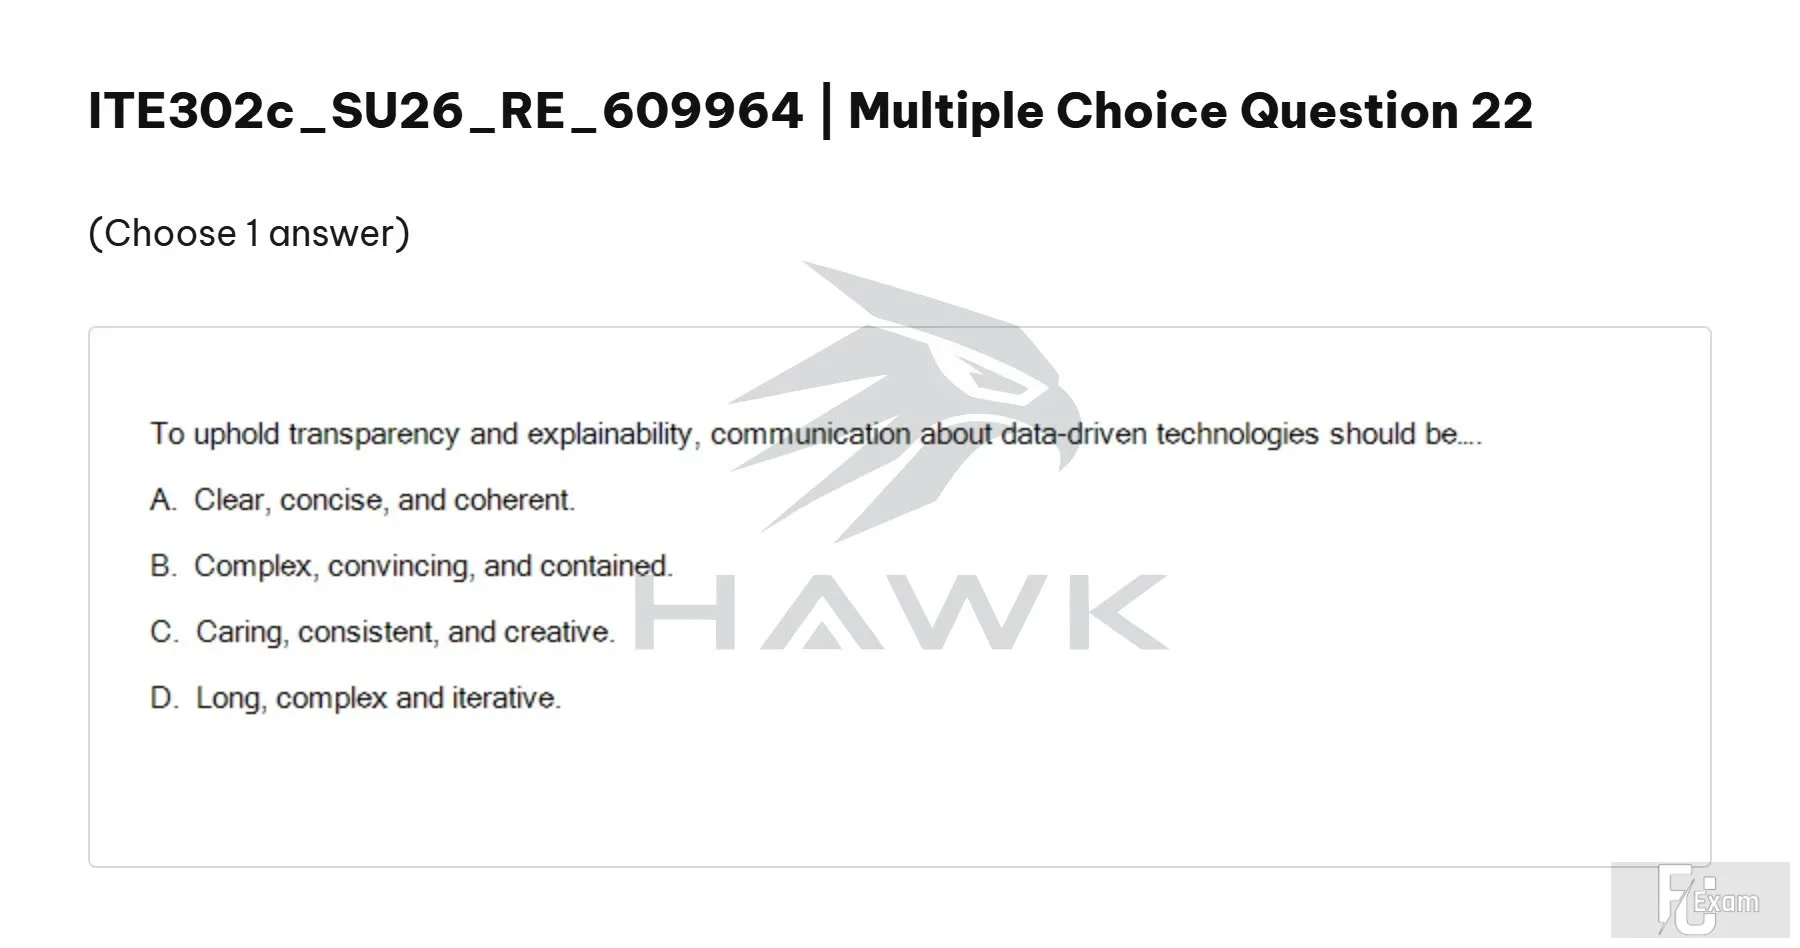 ITE302c_SU26_RE_609964 | Multiple Choice Question 22
(Choose 1 answer)
To uphold transparency and explainability, communication about data-driven technologies should be....
A. Clear, concise, and coherent.
B. Complex, convincing, and contained.
C. Caring, consistent, and creative.
D. Long, complex and iterative.
HAWK
FU Exam